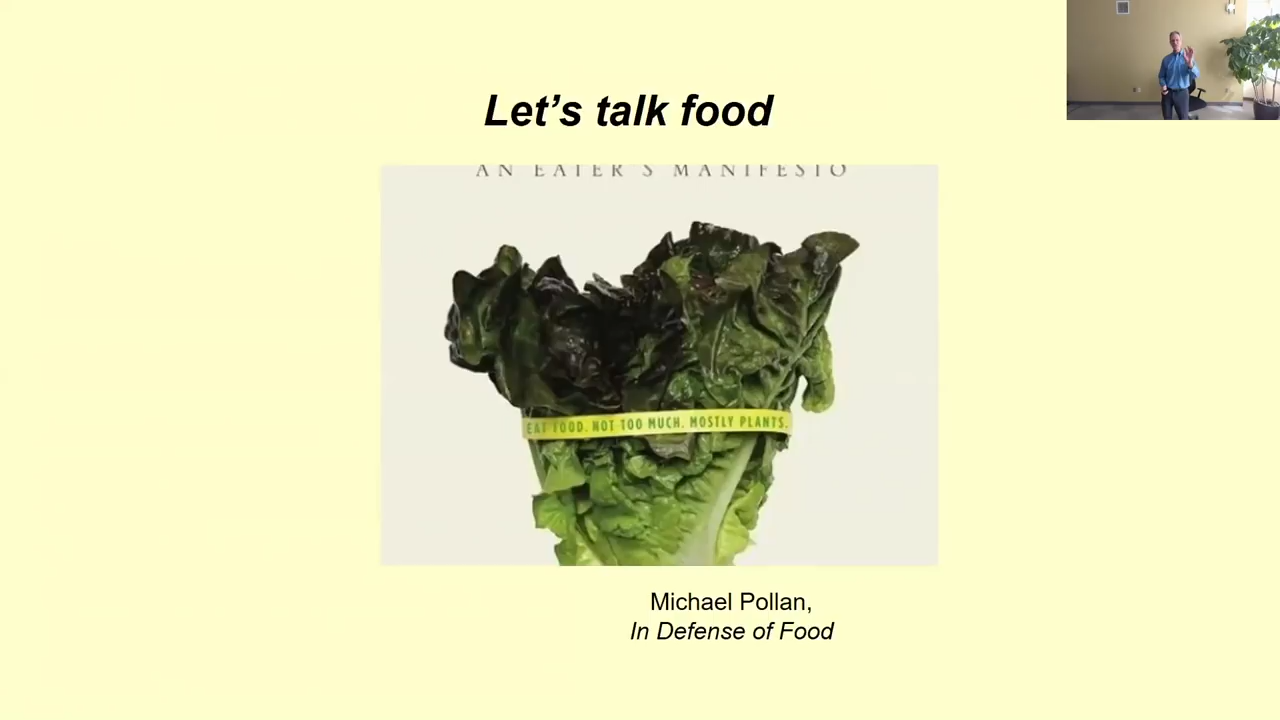 Let's talk food
AN EATER'S MANIFESTO
EAT FOOD. NOT TOO MUCH. MOSTLY PLANTS.
Michael Pollan,
In Defense of Food